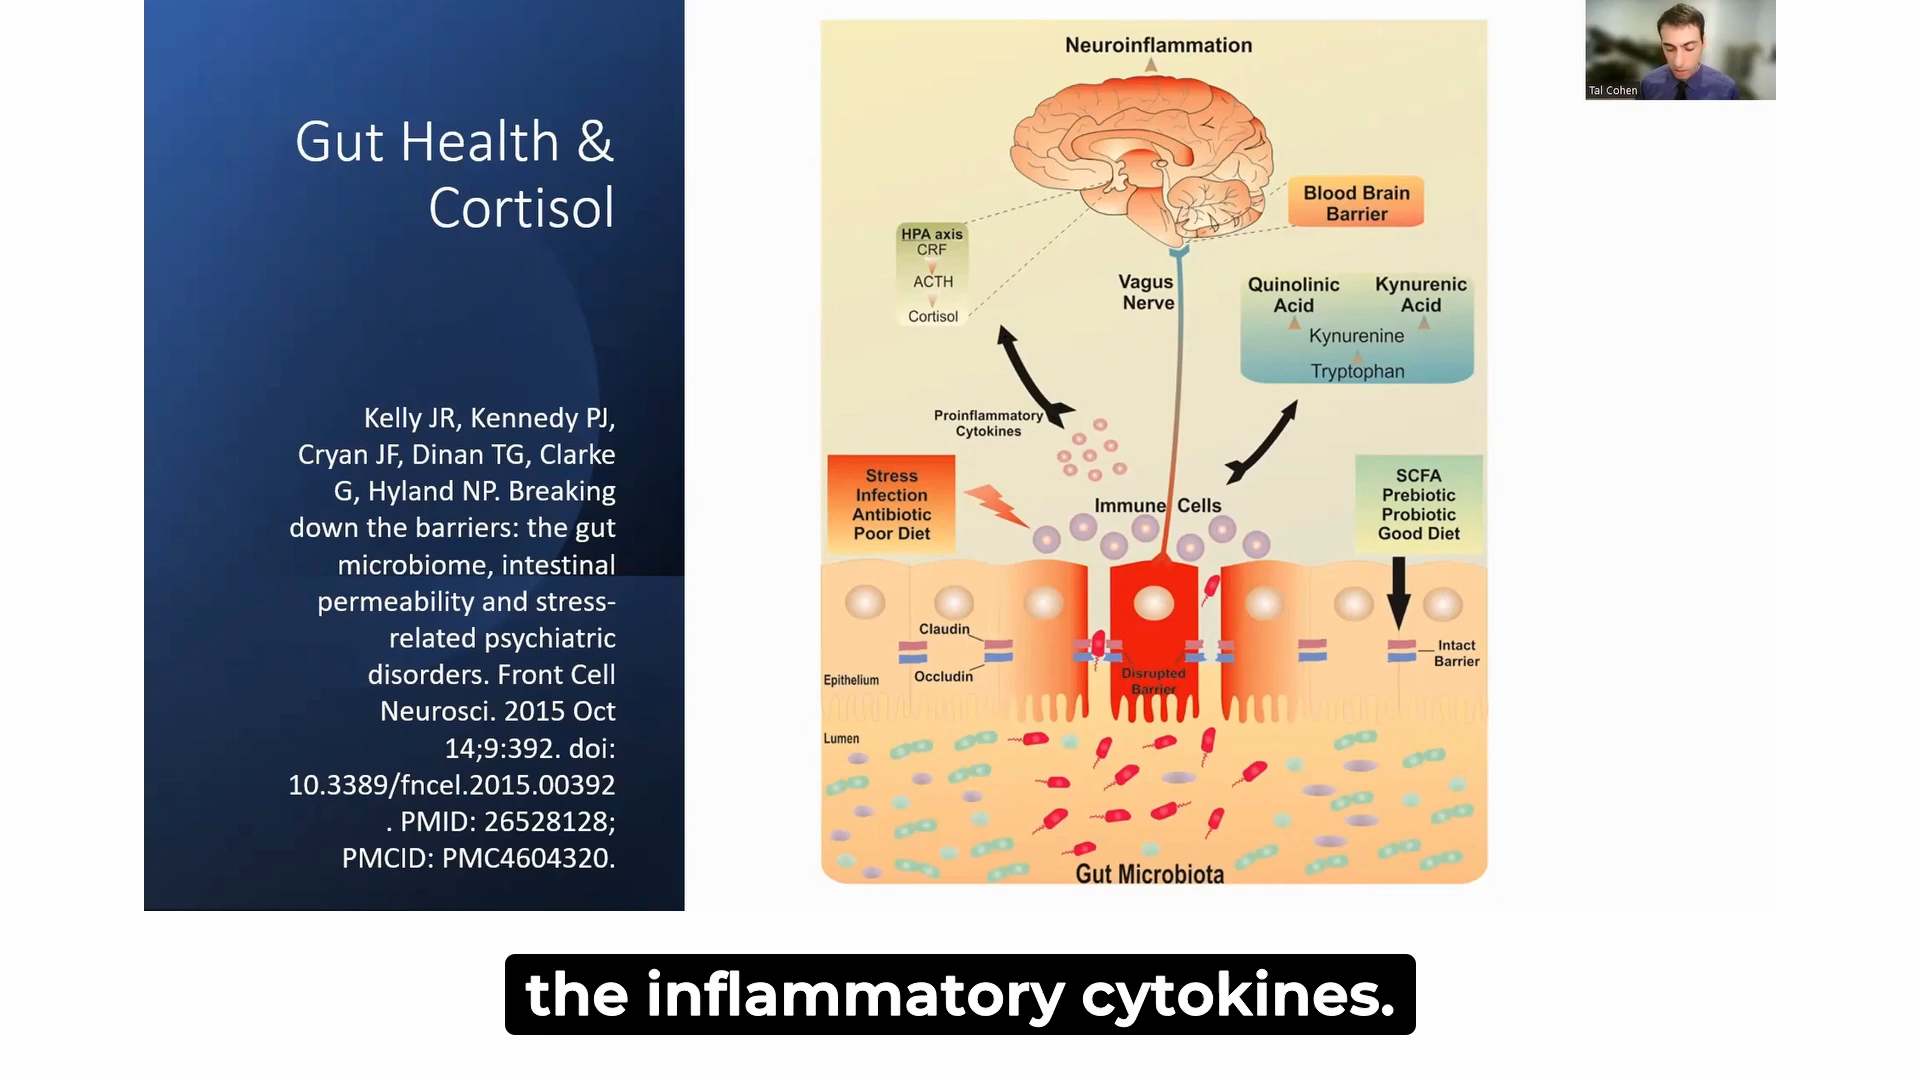 Gut Health &
Cortisol
Kelly JR, Kennedy PJ,
Cryan JF, Dinan TG, Clarke
G, Hyland NP. Breaking
down the barriers: the gut
microbiome, intestinal
permeability and stress-
related psychiatric
disorders. Front Cell
Neurosci. 2015 Oct
14;9:392. doi:
10.3389/fncel.2015.00392
. PMID: 26528128;
PMCID: PMC4604320.
Neuroinflammation
Blood Brain
Barrier
HPA axis
CRF
ACTH
Cortisol
Vagus
Nerve
Quinolinic
Acid
Kynurenic
Acid
Kynurenine
Tryptophan
Proinflammatory
Cytokines
Stress
Infection
Antibiotic
Poor Diet
Immune Cells
SCFA
Prebiotic
Probiotic
Good Diet
Claudin
Occludin
Disrupted
Barrier
Intact
Barrier
Epithelium
Lumen
Gut Microbiota
Tal Cohen
the inflammatory cytokines.